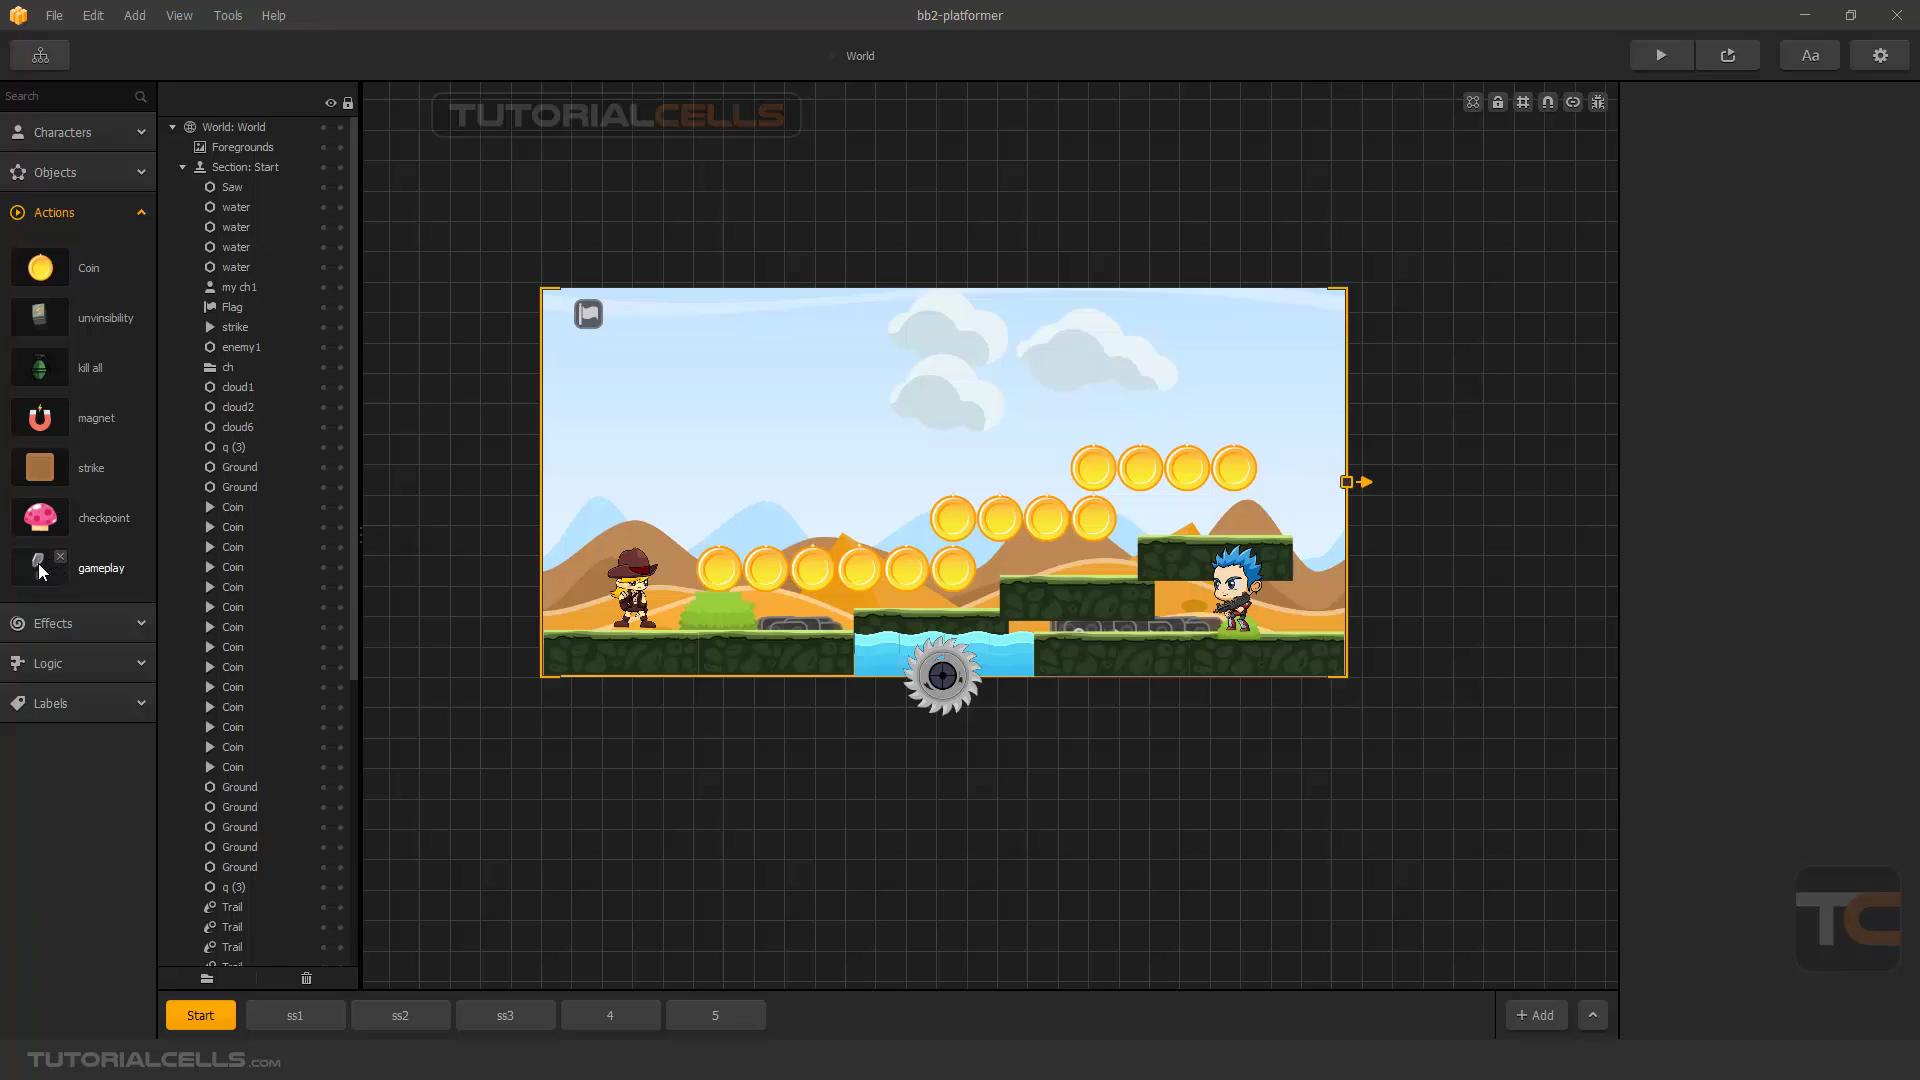 File Edit Add View Tools Help
bb2-platformer
World
Aa
Search
TUTORIALCELLS
Characters
Objects
Actions
Coin
unvinsibility
kill all
magnet
strike
checkpoint
gameplay
Effects
Logic
Labels
World: World
Foregrounds
Section: Start
Saw
water
water
water
water
my ch1
Flag
strike
enemy1
ch
cloud1
cloud2
cloud6
q (3)
Ground
Ground
Coin
Coin
Coin
Coin
Coin
Coin
Coin
Coin
Coin
Coin
Coin
Coin
Coin
Coin
Ground
Ground
Ground
Ground
Ground
q (3)
Trail
Trail
Trail
TC
Start ss1 ss2 ss3 4 5
+ Add
TUTORIALCELLS.COM